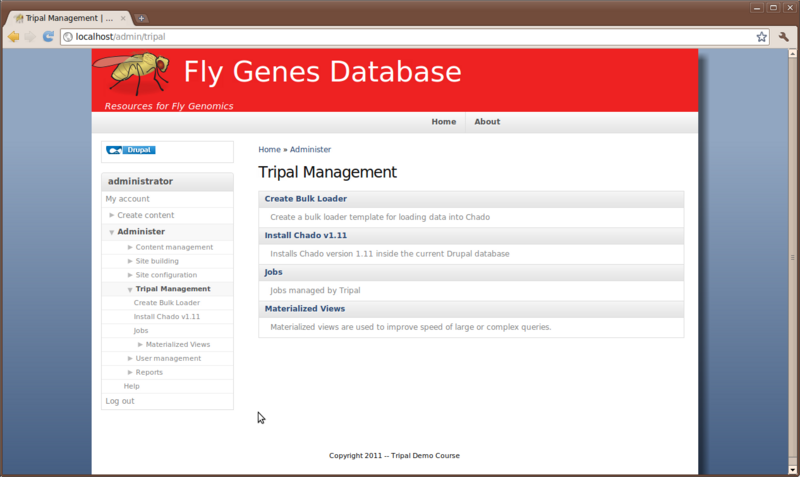 Tripal Management | ...
localhost/admin/tripal
Fly Genes Database
Resources for Fly Genomics
Home
About
Drupal
administrator
My account
Create content
Administer
Content management
Site building
Site configuration
Tripal Management
Create Bulk Loader
Install Chado v1.11
Jobs
Materialized Views
User management
Reports
Help
Log out
Home » Administer
Tripal Management
Create Bulk Loader
Create a bulk loader template for loading data into Chado
Install Chado v1.11
Installs Chado version 1.11 inside the current Drupal database
Jobs
Jobs managed by Tripal
Materialized Views
Materialized views are used to improve speed of large or complex queries.
Copyright 2011 -- Tripal Demo Course